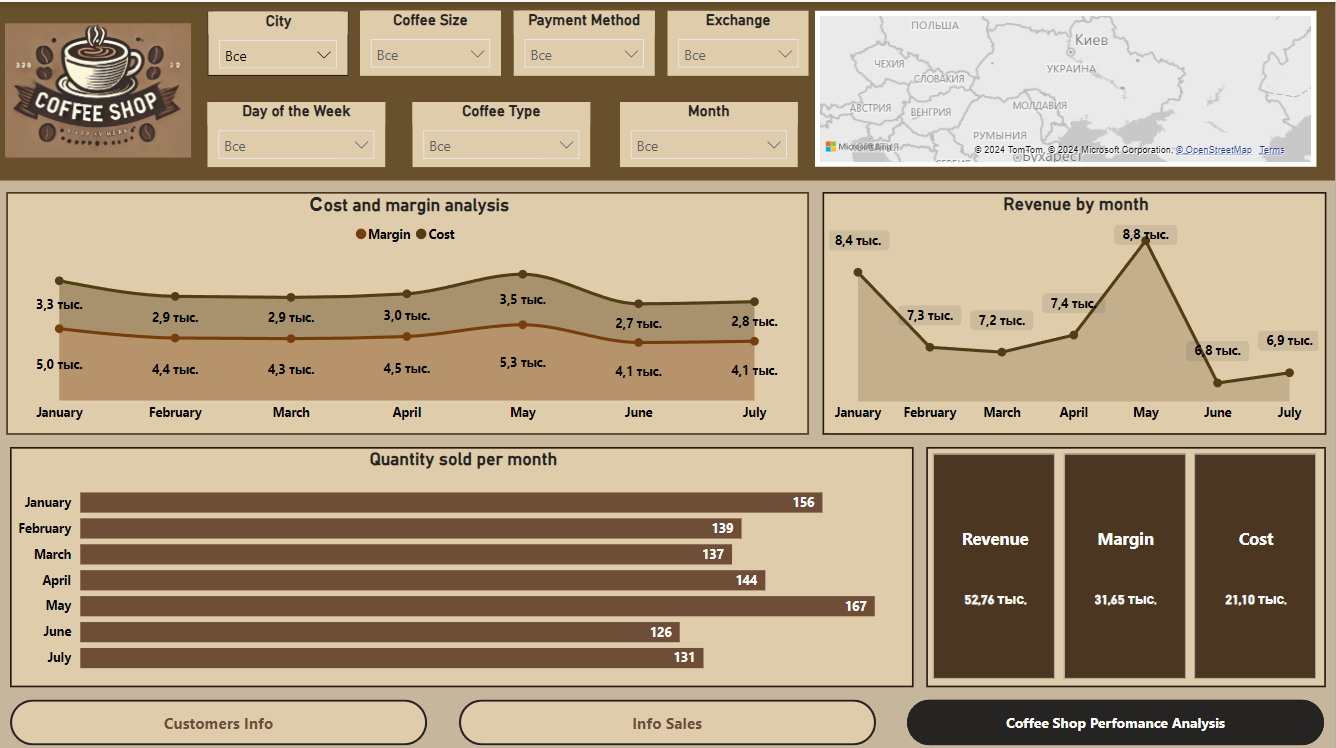 COFFEE SHOP
City
Все
Coffee Size
Все
Payment Method
Все
Exchange
Все
Day of the Week
Все
Coffee Type
Все
Month
Все
ПОЛЬША
Киев
ЧЕХИЯ
УКРАИНА
СЛОВАКИЯ
АВСТРИЯ
МОЛДАВИЯ
ВЕНГРИЯ
РУМЫНИЯ
Бухарест
Microsoft Bing
© 2024 TomTom, © 2024 Microsoft Corporation, © OpenStreetMap Terms
Cost and margin analysis
Margin Cost
3,3 тыс. 2,9 тыс. 2,9 тыс. 3,0 тыс. 3,5 тыс. 2,7 тыс. 2,8 тыс.
5,0 тыс. 4,4 тыс. 4,3 тыс. 4,5 тыс. 5,3 тыс. 4,1 тыс. 4,1 тыс.
January February March April May June July
Revenue by month
8,4 тыс. 7,3 тыс. 7,2 тыс. 7,4 тыс. 8,8 тыс. 6,8 тыс. 6,9 тыс.
January February March April May June July
Quantity sold per month
January 156
February 139
March 137
April 144
May 167
June 126
July 131
Revenue
52,76 тыс.
Margin
31,65 тыс.
Cost
21,10 тыс.
Customers Info
Info Sales
Coffee Shop Perfomance Analysis